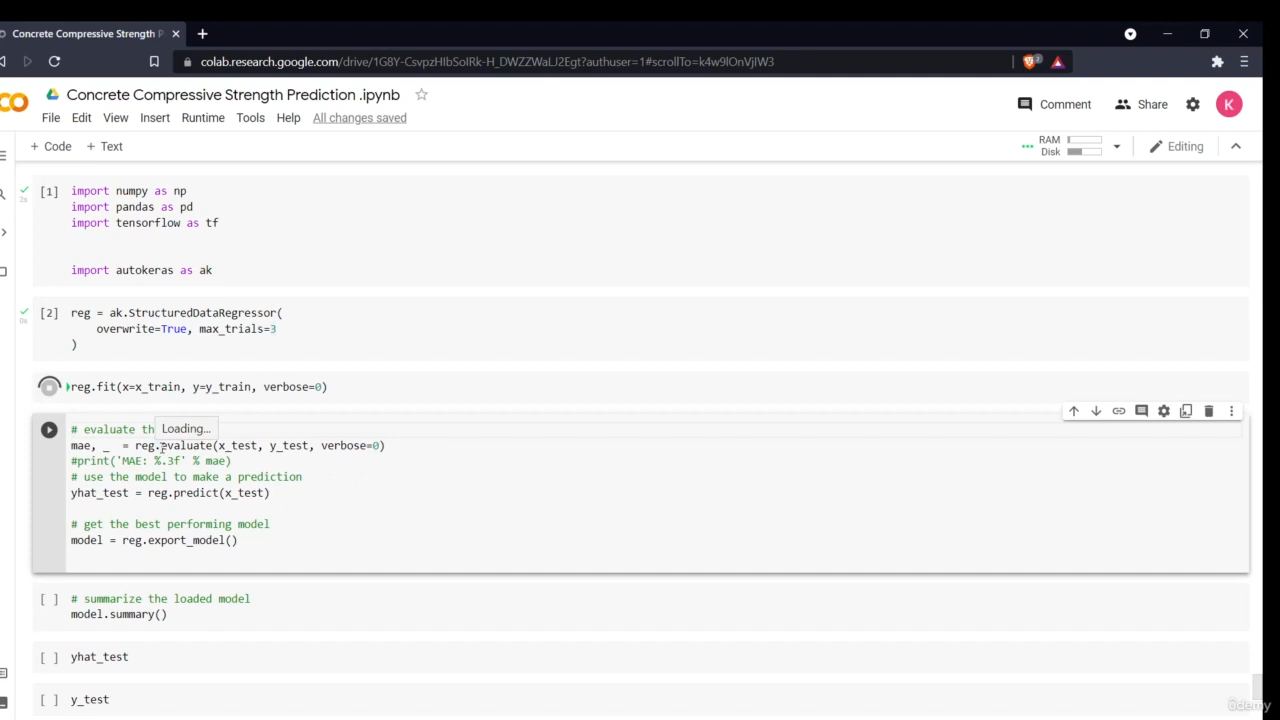 Concrete Compressive Strength P
colab.research.google.com/drive/1G8Y-CsvpzHIbSoIRk-H_DWZZWaLJ2Egt?authuser=1#scrollTo=k4w9lOnVjIW3
2
Concrete Compressive Strength Prediction .ipynb
Comment
Share
K
File Edit View Insert Runtime Tools Help All changes saved
+ Code + Text
RAM
Disk
Editing
[1] import numpy as np
2s
import pandas as pd
import tensorflow as tf
import autokeras as ak
[2] reg = ak.StructuredDataRegressor(
0s
overwrite=True, max_trials=3
)
reg.fit(x=x_train, y=y_train, verbose=0)
# evaluate th
Loading...
mae, _ = reg.evaluate(x_test, y_test, verbose=0)
#print('MAE: %.3f' % mae)
# use the model to make a prediction
yhat_test = reg.predict(x_test)
# get the best performing model
model = reg.export_model()
[ ] # summarize the loaded model
model.summary()
[ ] yhat_test
[ ] y_test
ûdemy